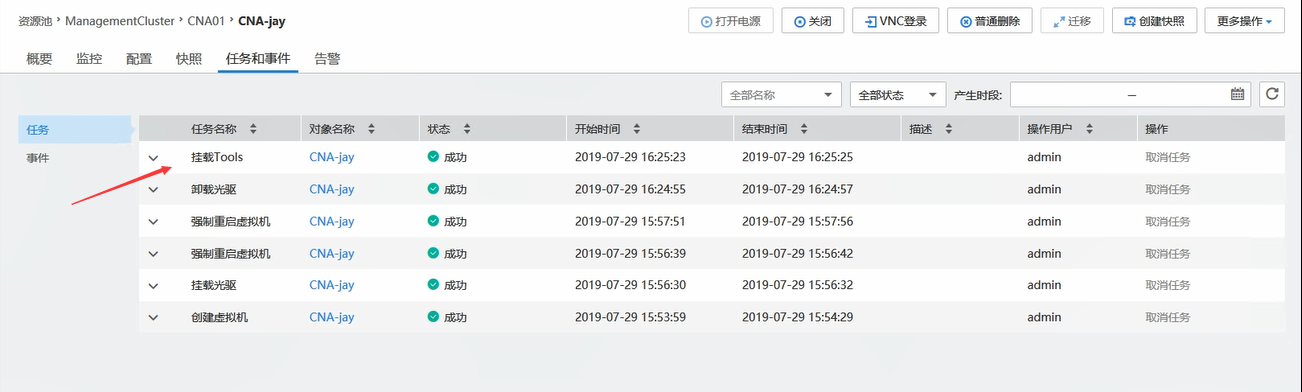 资源池 > ManagementCluster > CNA01 > CNA-jay
打开电源 关闭 VNC登录 普通删除 迁移 创建快照 更多操作
概要 监控 配置 快照 任务和事件 告警
全部名称 全部状态 产生时段: —
任务
事件
任务名称 对象名称 状态 开始时间 结束时间 描述 操作用户 操作
挂载Tools CNA-jay 成功 2019-07-29 16:25:23 2019-07-29 16:25:25 admin 取消任务
卸载光驱 CNA-jay 成功 2019-07-29 16:24:55 2019-07-29 16:24:57 admin 取消任务
强制重启虚拟机 CNA-jay 成功 2019-07-29 15:57:51 2019-07-29 15:57:56 admin 取消任务
强制重启虚拟机 CNA-jay 成功 2019-07-29 15:56:39 2019-07-29 15:56:42 admin 取消任务
挂载光驱 CNA-jay 成功 2019-07-29 15:56:30 2019-07-29 15:56:32 admin 取消任务
创建虚拟机 CNA-jay 成功 2019-07-29 15:53:59 2019-07-29 15:54:29 admin 取消任务